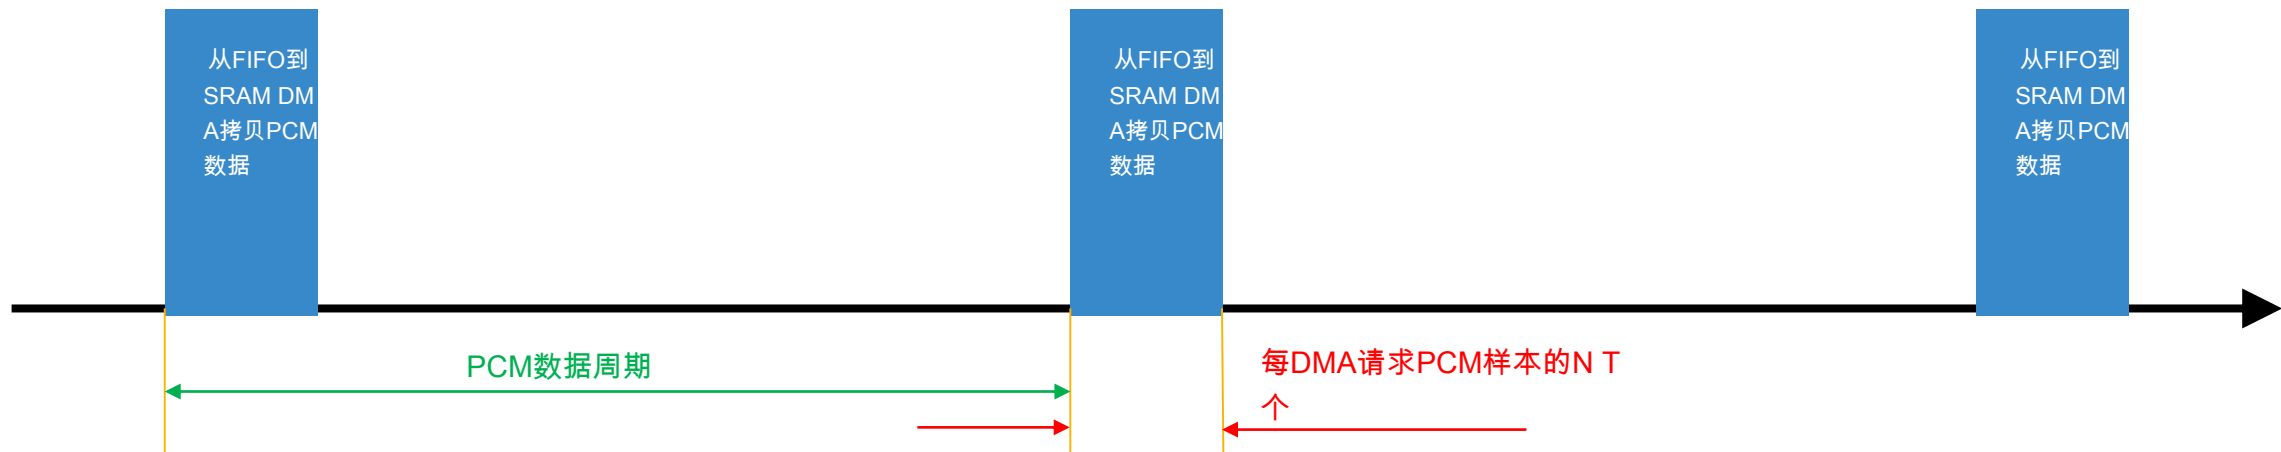 从FIFO到
SRAM DM
A拷贝PCM
数据
从FIFO到
SRAM DM
A拷贝PCM
数据
从FIFO到
SRAM DM
A拷贝PCM
数据
PCM数据周期
每DMA请求PCM样本的N T
个